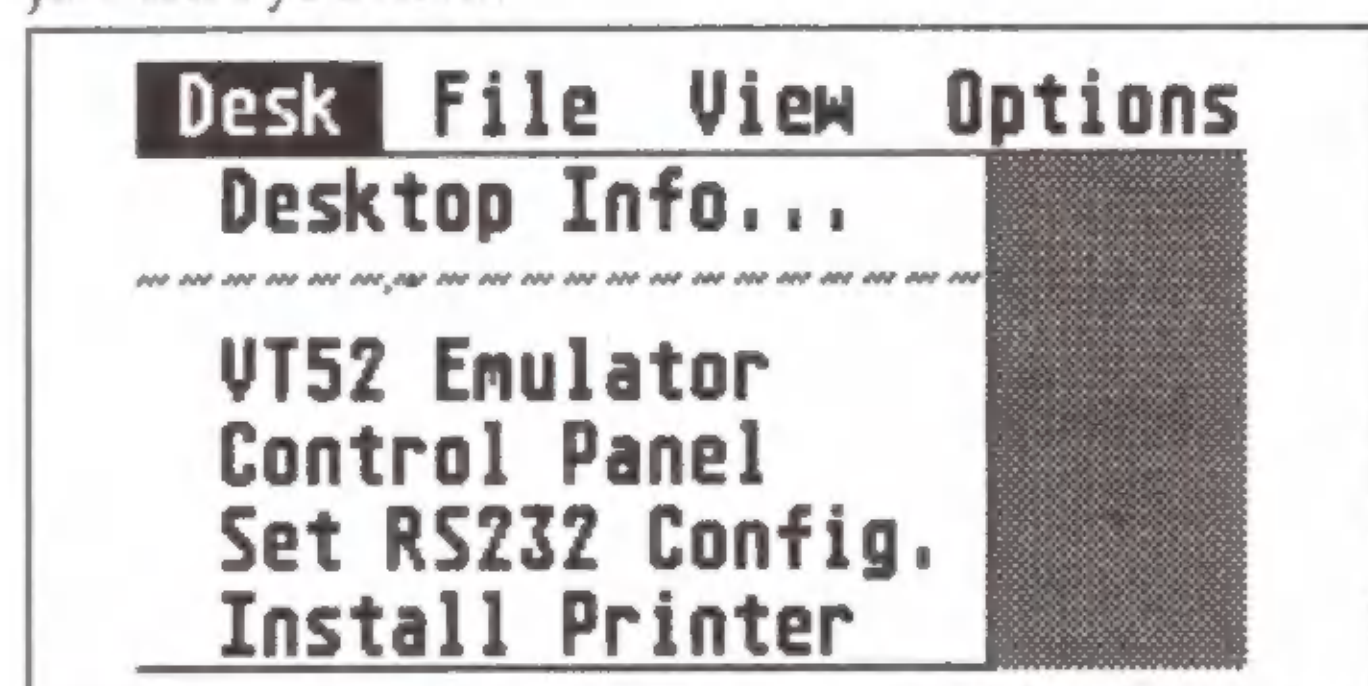 Desk File View Options
Desktop Info...
VT52 Emulator
Control Panel
Set RS232 Config.
Install Printer